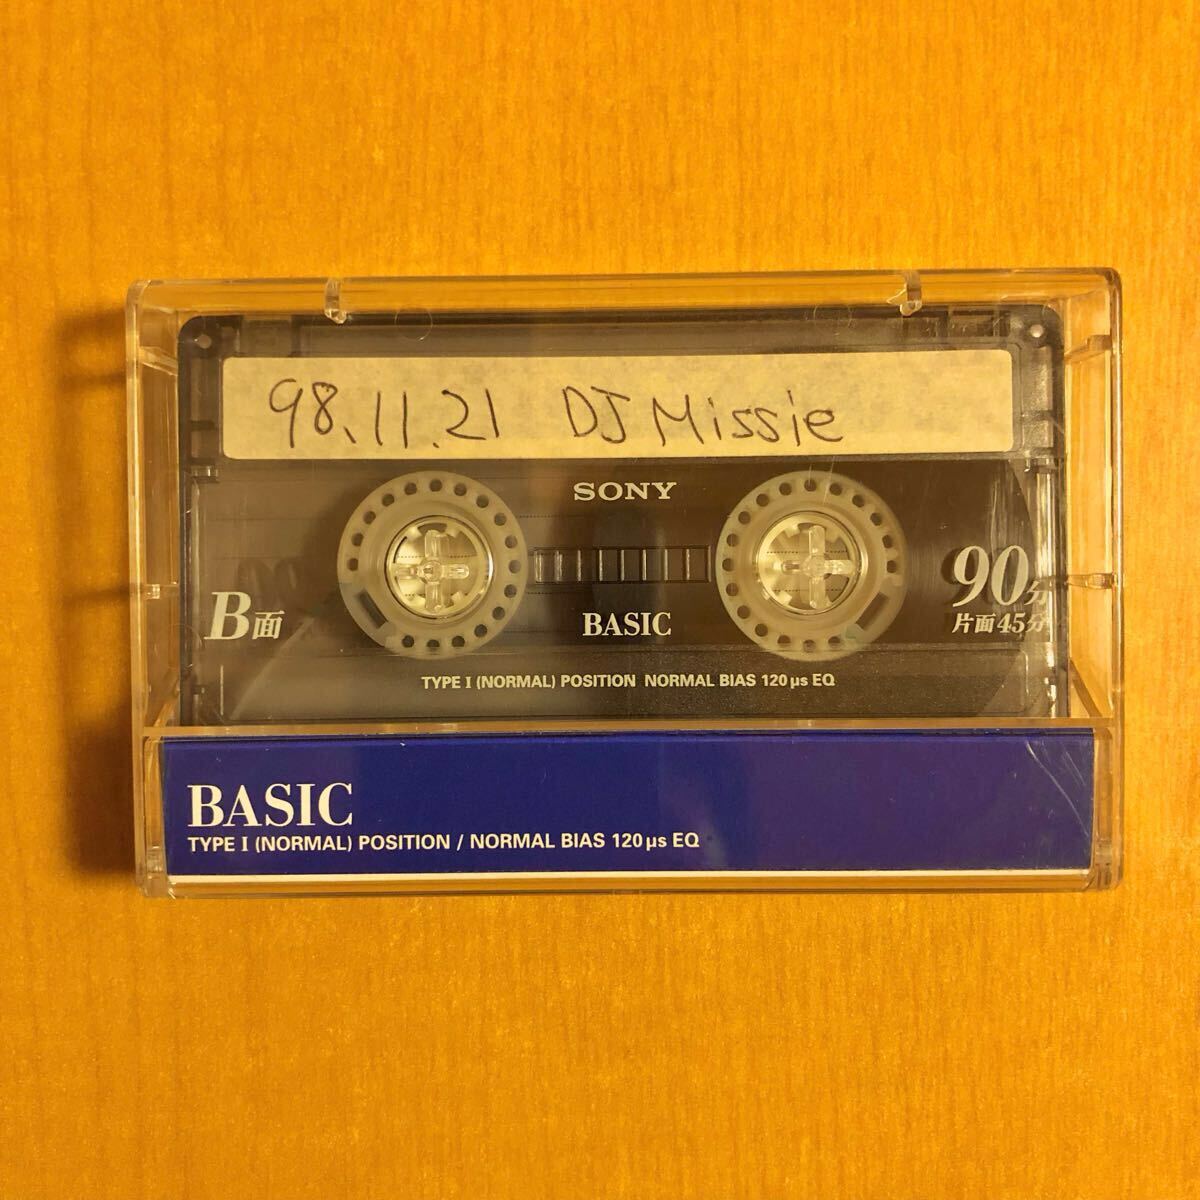 98.11.21 DJ Missie
SONY
B面
90分
BASIC
片面45分
TYPE I (NORMAL) POSITION NORMAL BIAS 120 µs EQ
BASIC
TYPE I (NORMAL) POSITION / NORMAL BIAS 120 µs EQ